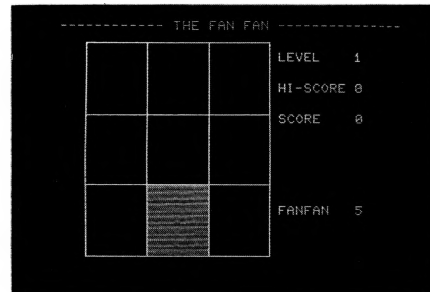 ------------ THE FAN FAN --------------
LEVEL 1
HI-SCORE 0
SCORE 0
FANFAN 5